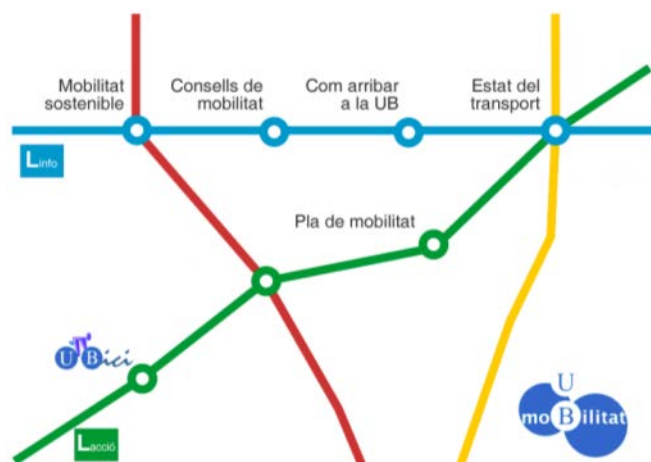 Mobilitat
sostenible
Consells de
mobilitat
Com arribar
a la UB
Estat del
transport
Linfo
Pla de mobilitat
UBici
Lacció
U
moBilitat